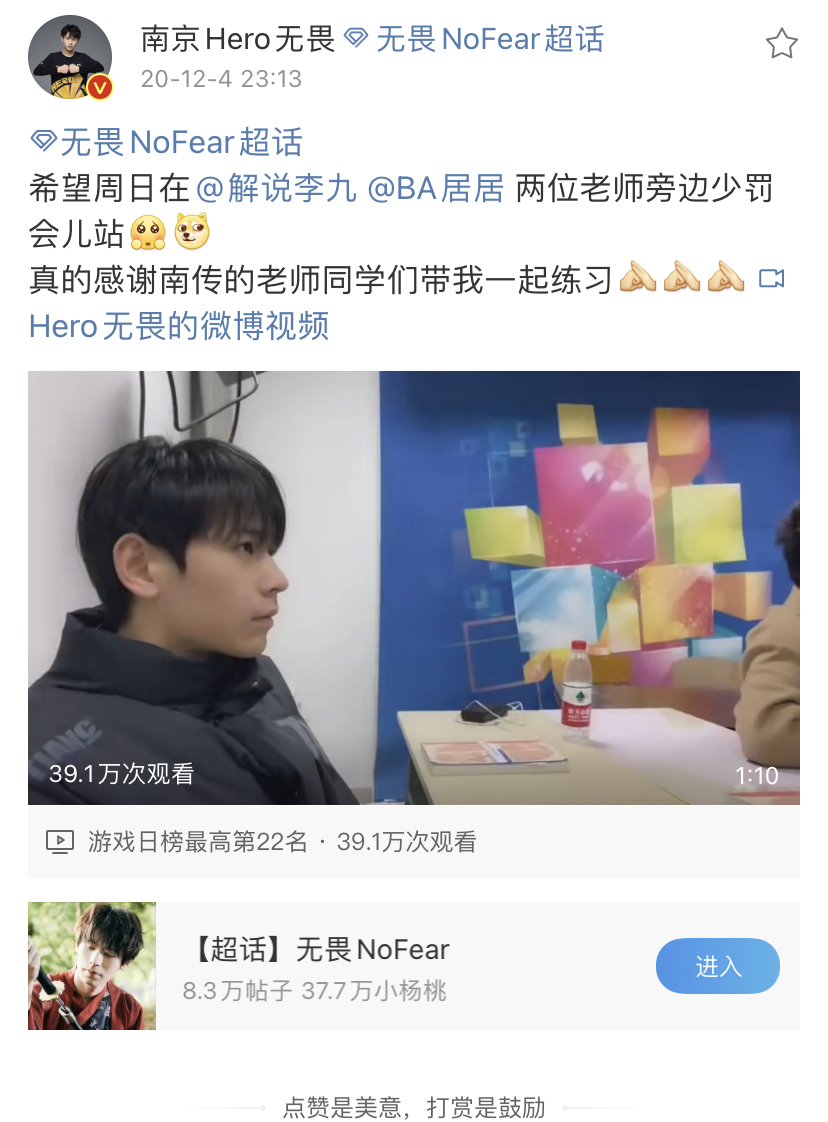 南京Hero无畏 无畏NoFear超话
20-12-4 23:13
无畏NoFear超话
希望周日在@解说李九 @BA居居 两位老师旁边少罚
会儿站
真的感谢南传的老师同学们带我一起练习
Hero无畏的微博视频
39.1万次观看
1:10
游戏日榜最高第22名 · 39.1万次观看
【超话】无畏NoFear
进入
8.3万帖子 37.7万小杨桃
点赞是美意，打赏是鼓励